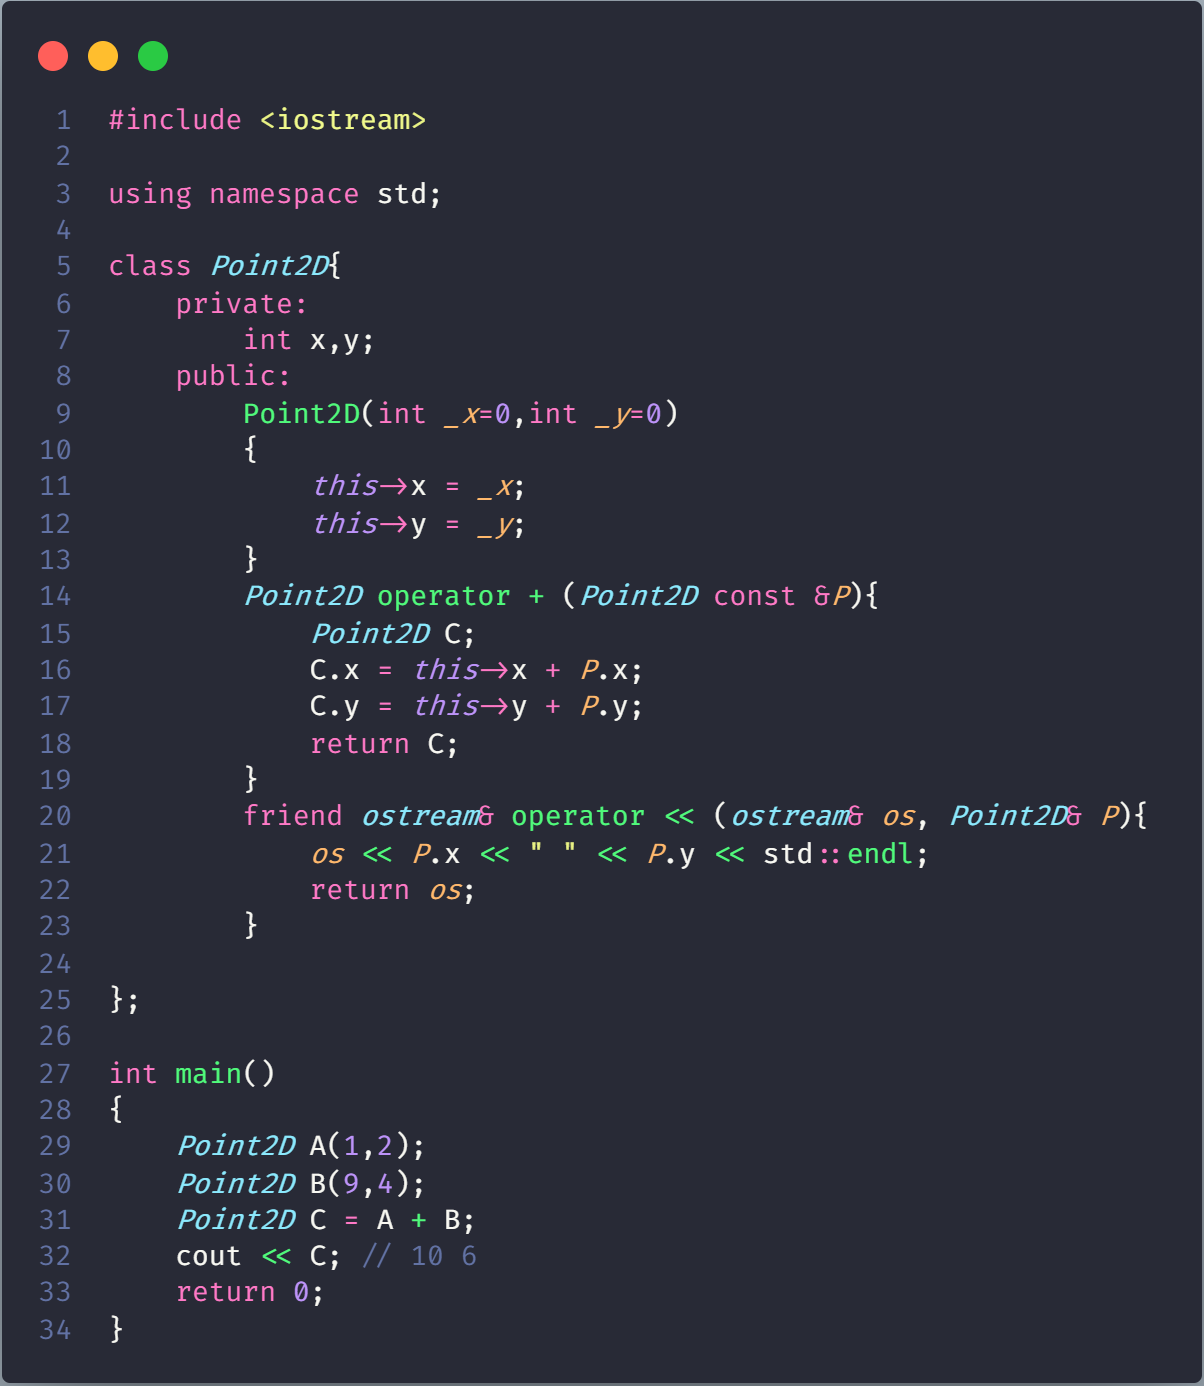 1 #include <iostream>
2
3 using namespace std;
4
5 class Point2D{
6     private:
7         int x,y;
8     public:
9         Point2D(int _x=0,int _y=0)
10         {
11             this->x = _x;
12             this->y = _y;
13         }
14         Point2D operator + (Point2D const &P){
15             Point2D C;
16             C.x = this->x + P.x;
17             C.y = this->y + P.y;
18             return C;
19         }
20         friend ostream& operator << (ostream& os, Point2D& P){
21             os << P.x << " " << P.y << std::endl;
22             return os;
23         }
24
25 };
26
27 int main()
28 {
29     Point2D A(1,2);
30     Point2D B(9,4);
31     Point2D C = A + B;
32     cout << C; // 10 6
33     return 0;
34 }